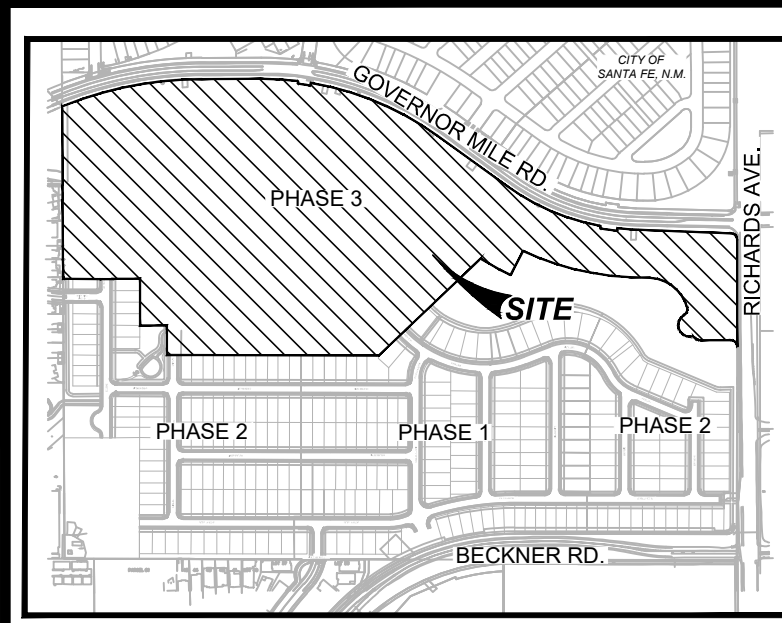 CITY OF
SANTA FE, N.M.
GOVERNOR MILE RD.
PHASE 3
RICHARDS AVE.
SITE
PHASE 2
PHASE 1
PHASE 2
BECKNER RD.